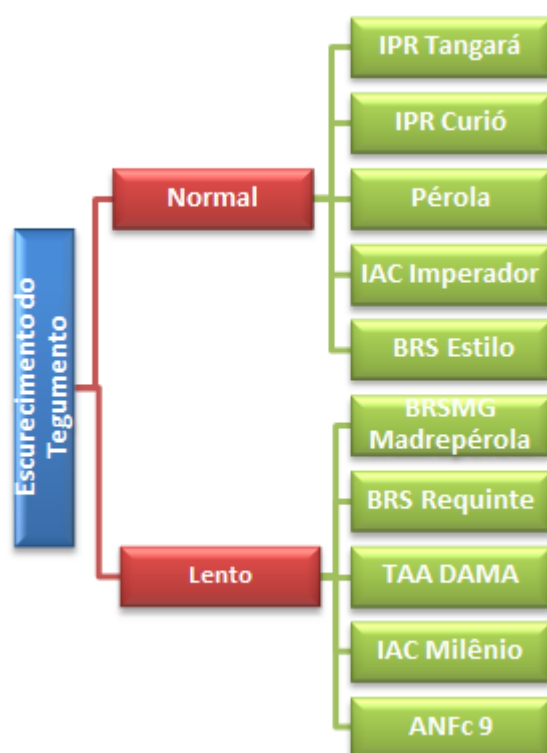 Escurecimento do
Tegumento
Normal
IPR Tangará
IPR Curió
Pérola
IAC Imperador
BRS Estilo
Lento
BRSMG
Madrepérola
BRS Requinte
TAA DAMA
IAC Milênio
ANFc 9